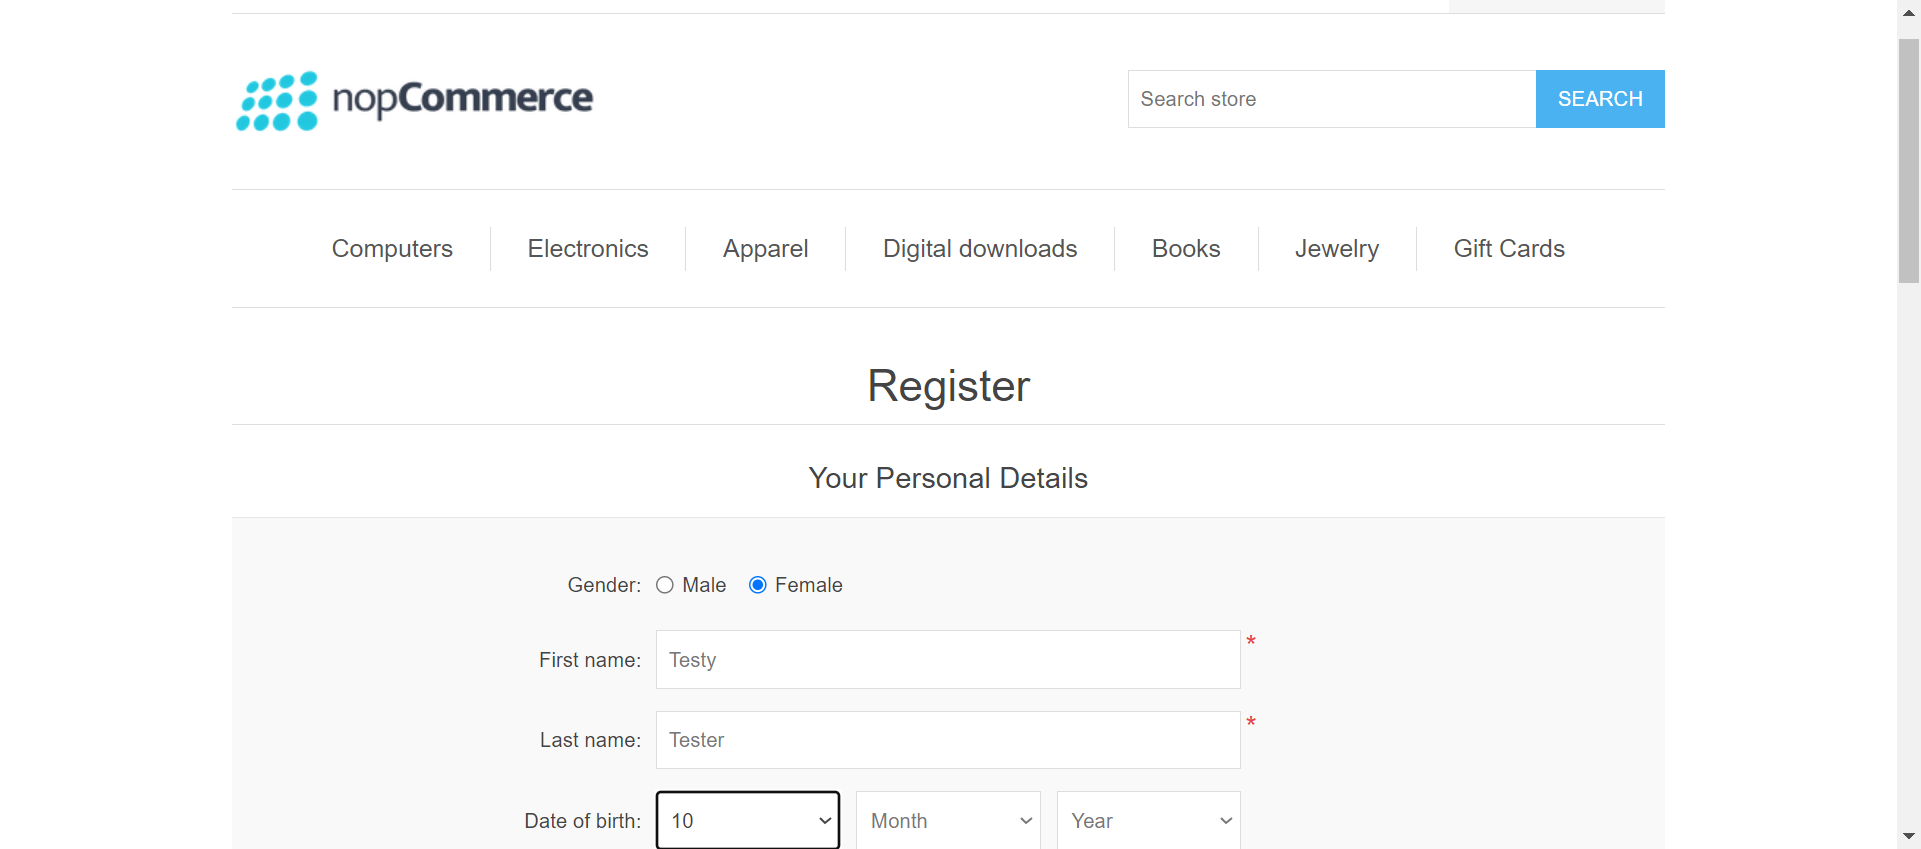 nopCommerce
Search store
SEARCH
Computers
Electronics
Apparel
Digital downloads
Books
Jewelry
Gift Cards
Register
Your Personal Details
Gender: Male Female
First name: Testy *
Last name: Tester *
Date of birth: 10 Month Year